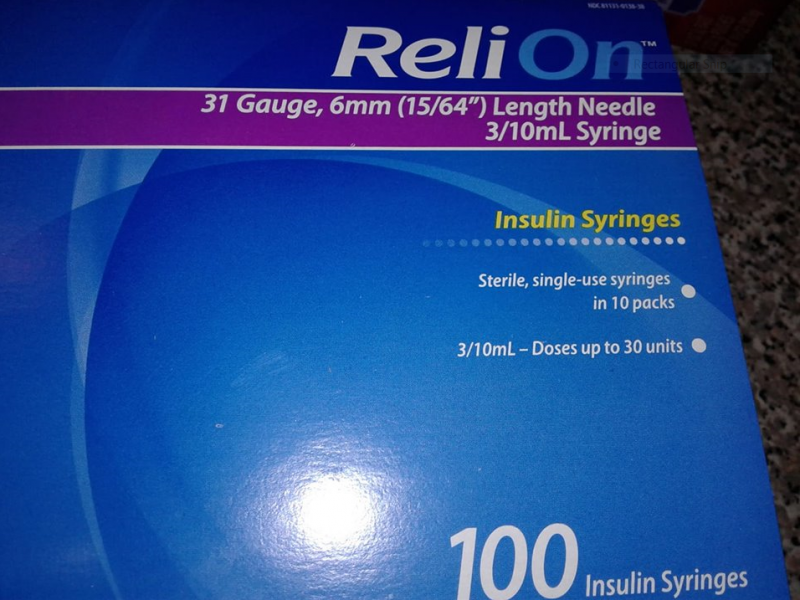 ReliOn™
31 Gauge, 6mm (15/64") Length Needle
3/10mL Syringe
Insulin Syringes
Sterile, single-use syringes
in 10 packs
3/10mL – Doses up to 30 units
100 Insulin Syringes